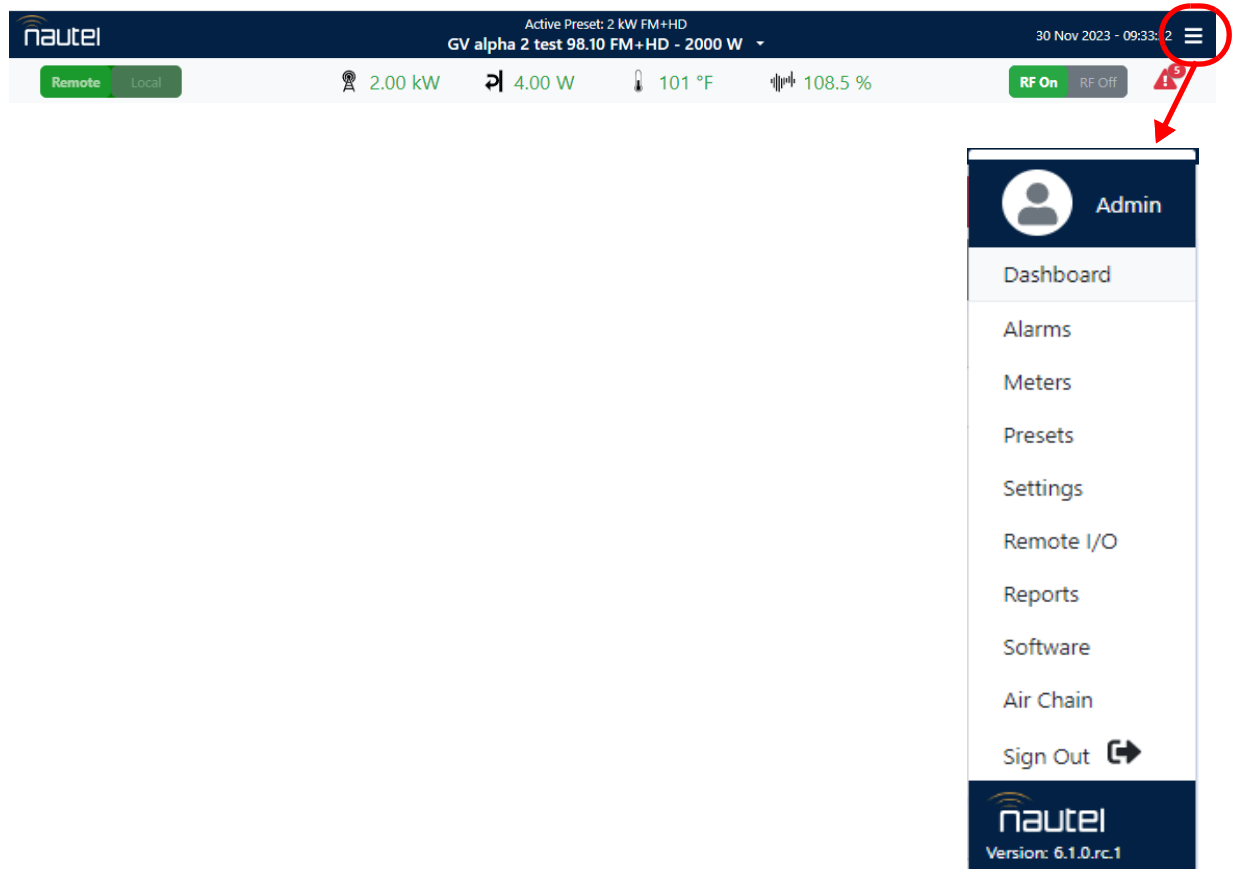 nautel
Active Preset: 2 kW FM+HD
GV alpha 2 test 98.10 FM+HD - 2000 W
30 Nov 2023 - 09:33:
2
Remote Local
2.00 kW 4.00 W 101 °F 108.5 %
RF On RF Off
5
Admin
Dashboard
Alarms
Meters
Presets
Settings
Remote I/O
Reports
Software
Air Chain
Sign Out
nautel
Version: 6.1.0.rc.1